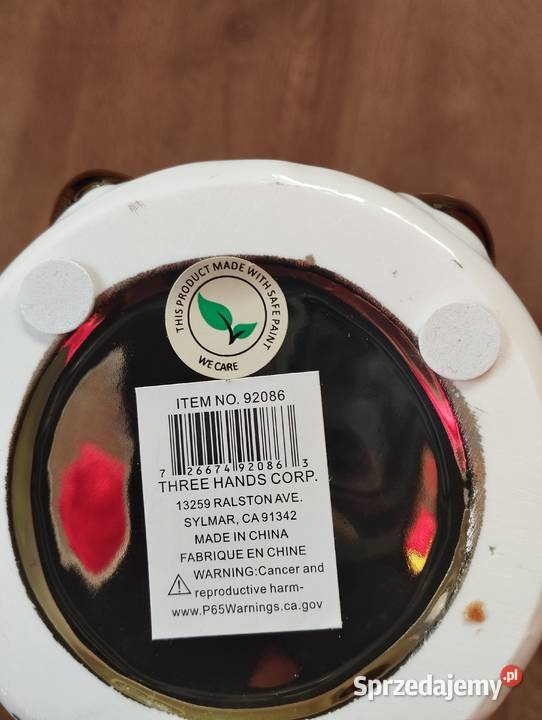 THIS PRODUCT MADE WITH SAFE PAINT
WE CARE
ITEM NO. 92086
7 26674 92086 3
THREE HANDS CORP.
13259 RALSTON AVE.
SYLMAR, CA 91342
MADE IN CHINA
FABRIQUE EN CHINE
WARNING:Cancer and
reproductive harm-
www.P65Warnings.ca.gov
Sprzedajemy.pl